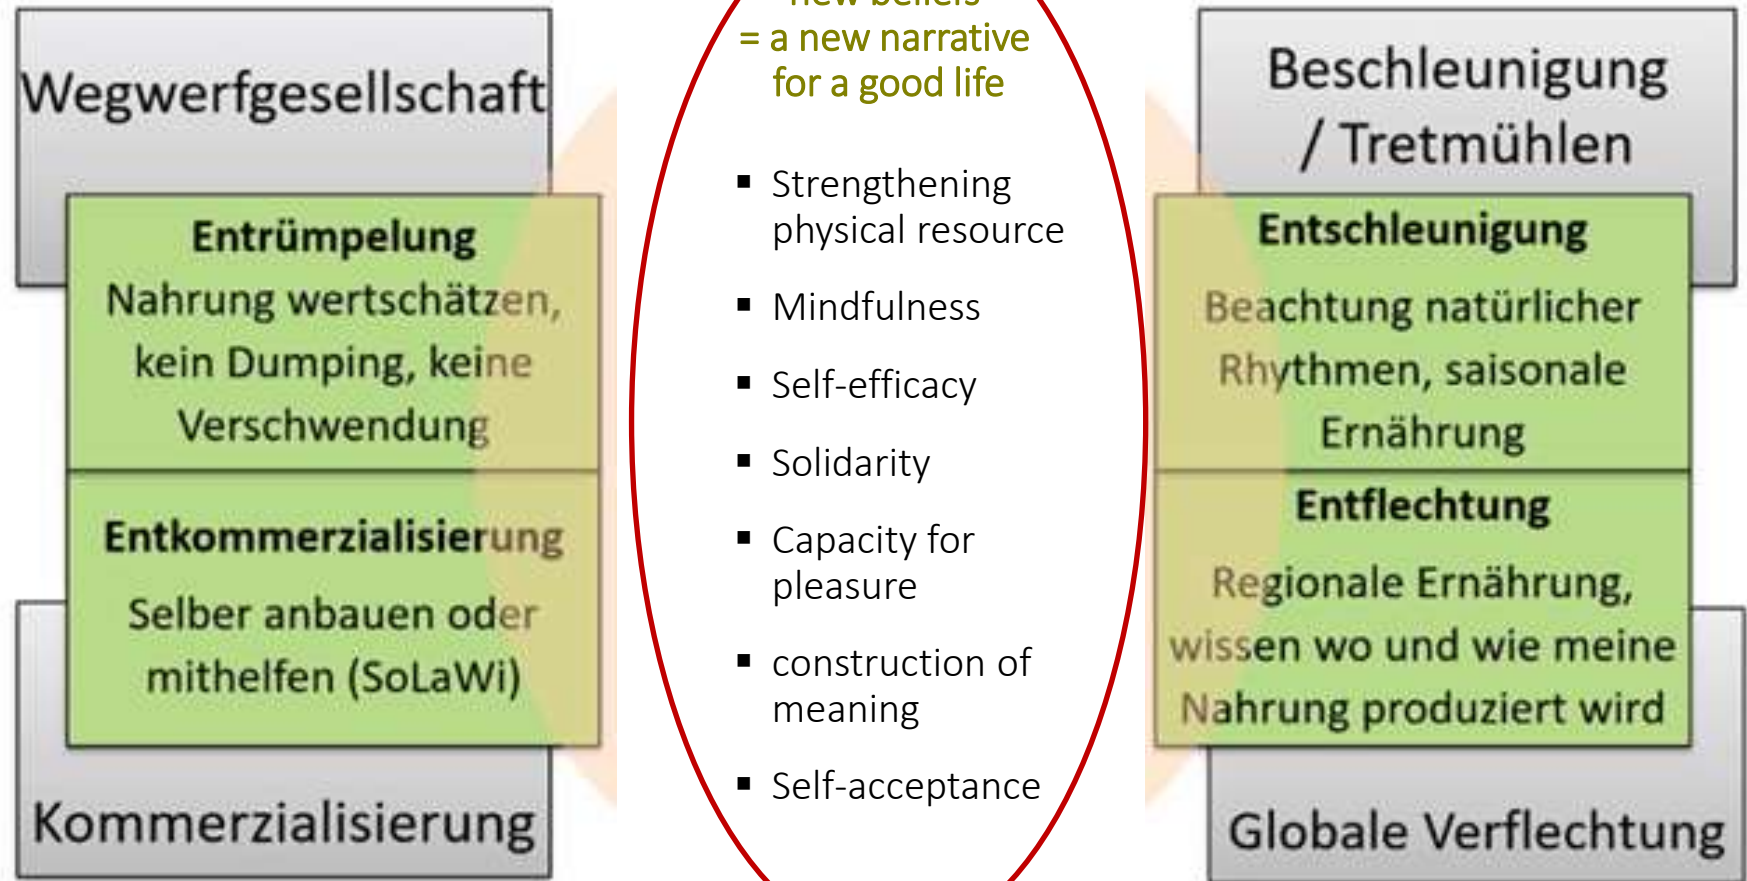 Wegwerfgesellschaft
Entrümpelung
Nahrung wertschätzen,
kein Dumping, keine
Verschwendung
Entkommerzialisierung
Selber anbauen oder
mithelfen (SoLaWi)
Kommerzialisierung
new beliefs
= a new narrative
for a good life
▪ Strengthening
physical resource
▪ Mindfulness
▪ Self-efficacy
▪ Solidarity
▪ Capacity for
pleasure
▪ construction of
meaning
▪ Self-acceptance
Beschleunigung
/ Tretmühlen
Entschleunigung
Beachtung natürlicher
Rhythmen, saisonale
Ernährung
Entflechtung
Regionale Ernährung,
wissen wo und wie meine
Nahrung produziert wird
Globale Verflechtung